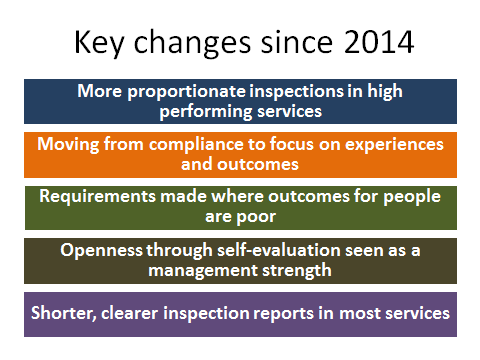 Key changes since 2014
More proportionate inspections in high
performing services
Moving from compliance to focus on experiences
and outcomes
Requirements made where outcomes for people
are poor
Openness through self-evaluation seen as a
management strength
Shorter, clearer inspection reports in most services